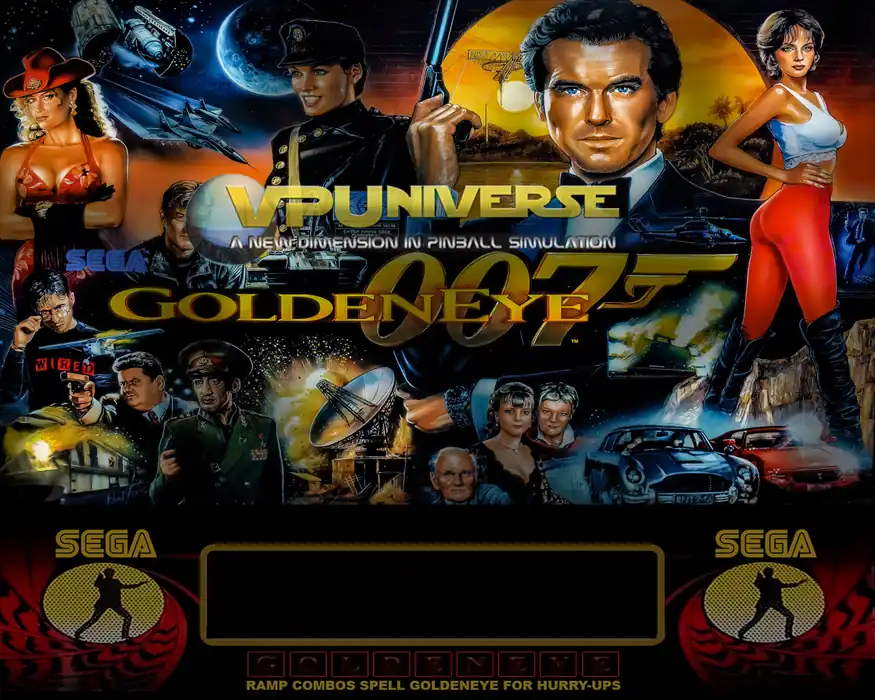 VPUNIVERSE
A NEW DIMENSION IN PINBALL SIMULATION
SEGA
GOLDENEYE 007
™
WIRED
SEGA
SEGA
GOLDENEYE
RAMP COMBOS SPELL GOLDENEYE FOR HURRY-UPS